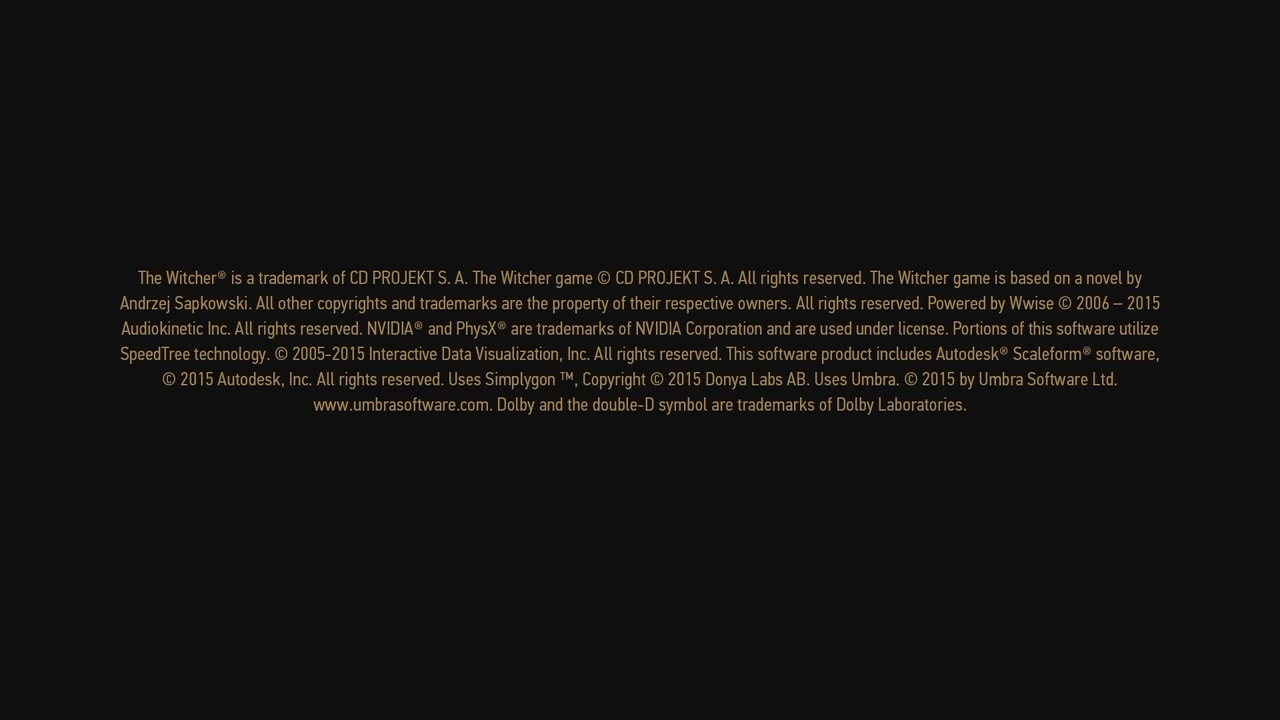 The Witcher® is a trademark of CD PROJEKT S. A. The Witcher game © CD PROJEKT S. A. All rights reserved. The Witcher game is based on a novel by
Andrzej Sapkowski. All other copyrights and trademarks are the property of their respective owners. All rights reserved. Powered by Wwise © 2006 – 2015
Audiokinetic Inc. All rights reserved. NVIDIA® and PhysX® are trademarks of NVIDIA Corporation and are used under license. Portions of this software utilize
SpeedTree technology. © 2005-2015 Interactive Data Visualization, Inc. All rights reserved. This software product includes Autodesk® Scaleform® software,
© 2015 Autodesk, Inc. All rights reserved. Uses Simplygon ™, Copyright © 2015 Donya Labs AB. Uses Umbra. © 2015 by Umbra Software Ltd.
www.umbrasoftware.com. Dolby and the double-D symbol are trademarks of Dolby Laboratories.